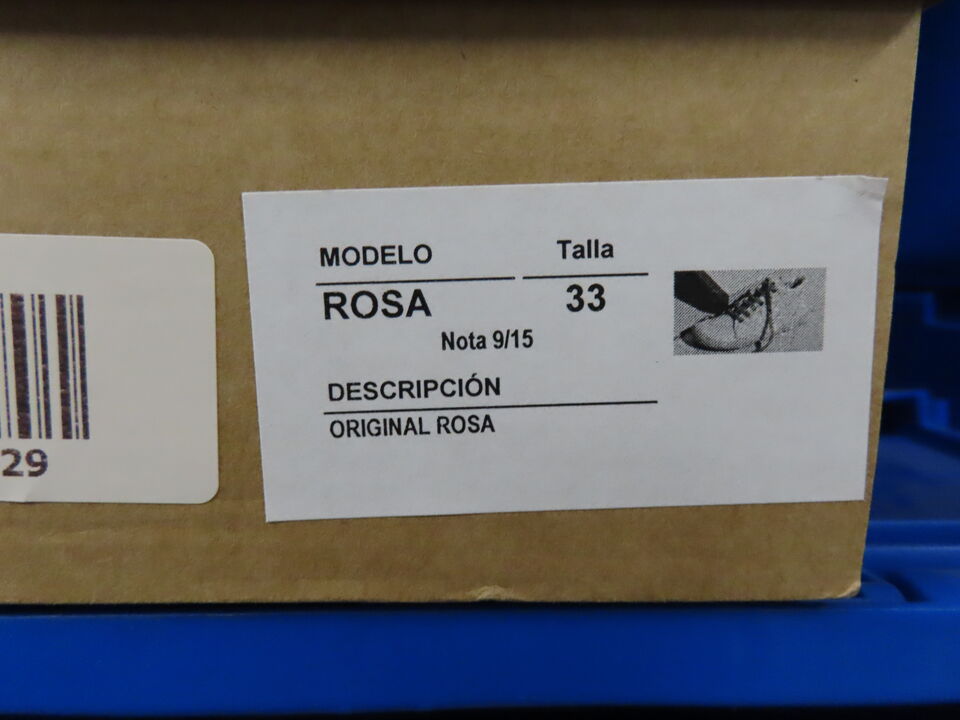 MODELO Talla
ROSA 33
Nota 9/15
DESCRIPCIÓN
ORIGINAL ROSA
29